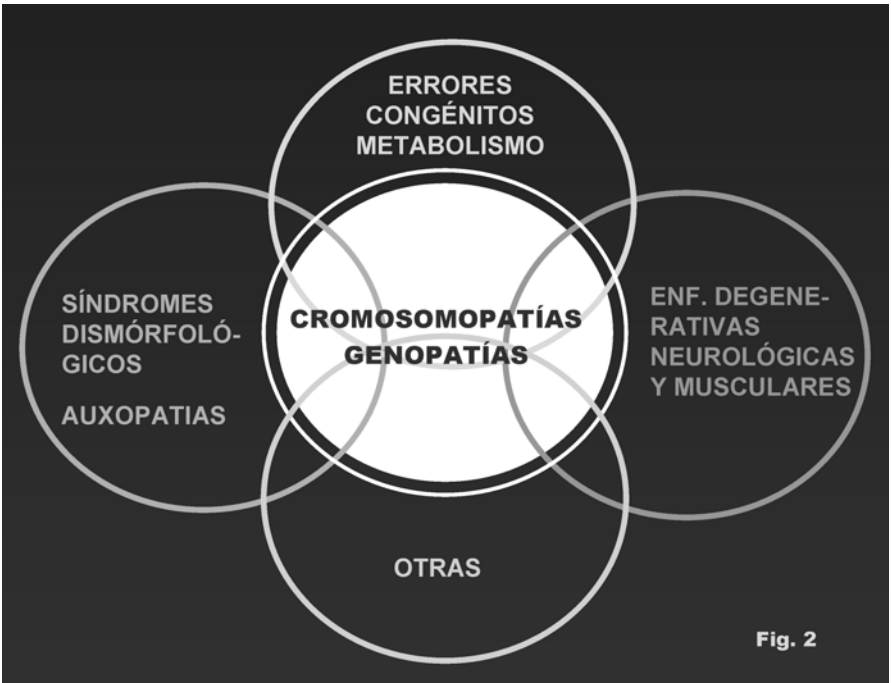 ERRORES
CONGÉNITOS
METABOLISMO
SÍNDROMES
DISMÓRFOLÓ-
GICOS
AUXOPATIAS
CROMOSOMOPATÍAS
GENOPATÍAS
ENF. DEGENE-
RATIVAS
NEUROLÓGICAS
Y MUSCULARES
OTRAS
Fig. 2